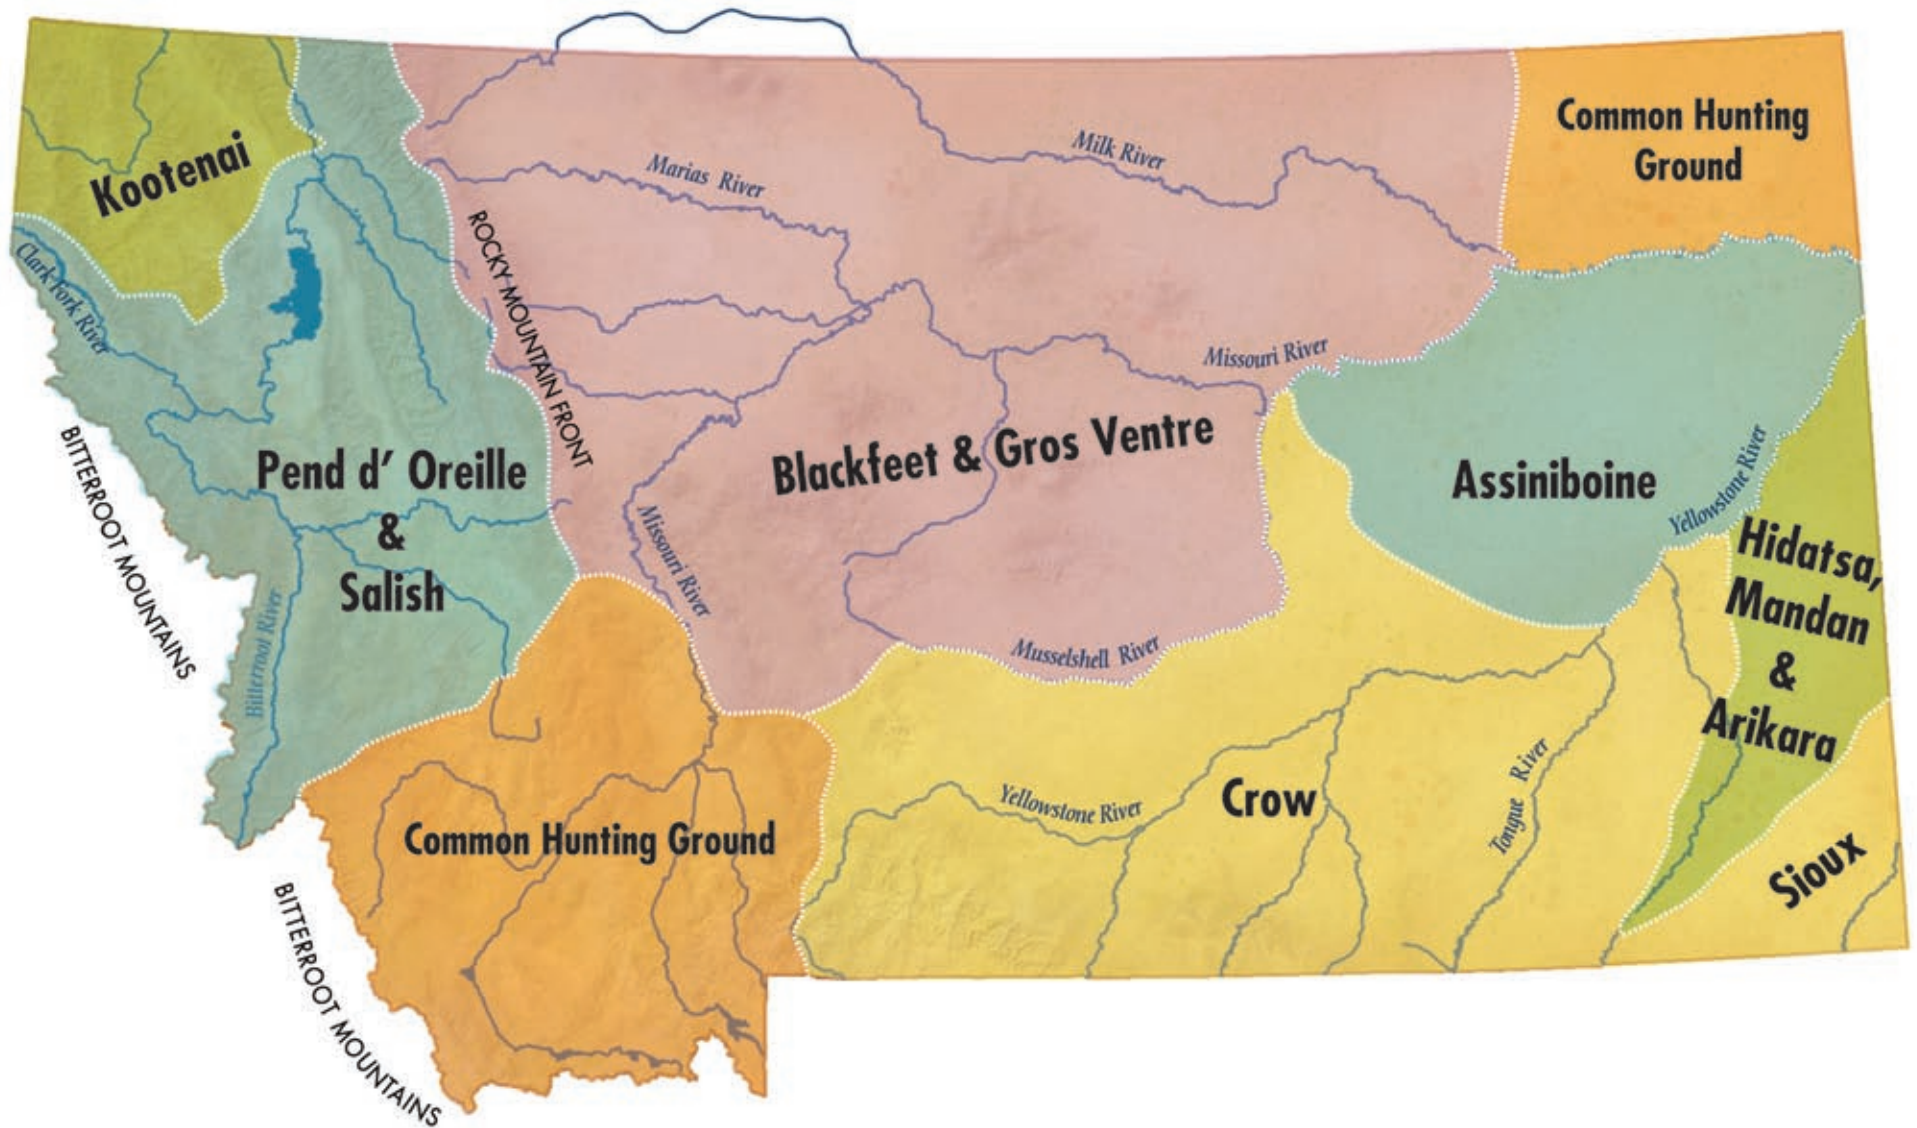 Common Hunting
Ground
Kootenai
Milk River
Marias River
ROCKY MOUNTAIN FRONT
Clark Fork River
Missouri River
Blackfeet & Gros Ventre
Pend d' Oreille
&
Salish
Assiniboine
Yellowstone River
BITTERROOT MOUNTAINS
Missouri River
Hidatsa,
Mandan
&
Arikara
Bitterroot River
Musselshell River
Yellowstone River
Crow
Tongue River
Common Hunting Ground
Sioux
BITTERROOT MOUNTAINS